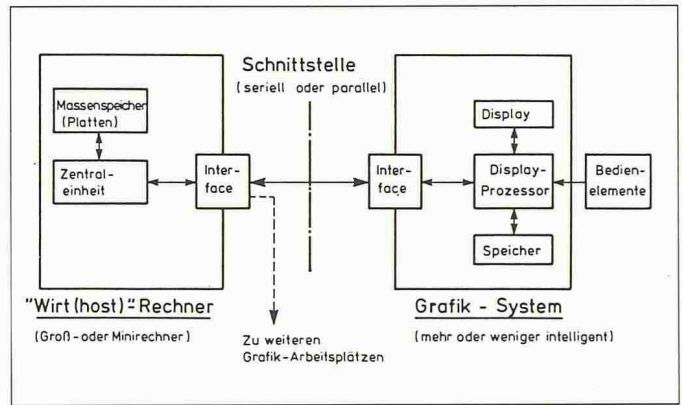 Schnittstelle
(seriell oder parallel)
Massenspeicher
(Platten)
Zentral-
einheit
Inter-
face
Inter-
face
Display
Display-
Prozessor
Speicher
Bedien-
elemente
"Wirt (host)"-Rechner
(Groß-oder Minirechner)
Zu weiteren
Grafik-Arbeitsplätzen
Grafik - System
(mehr oder weniger intelligent)